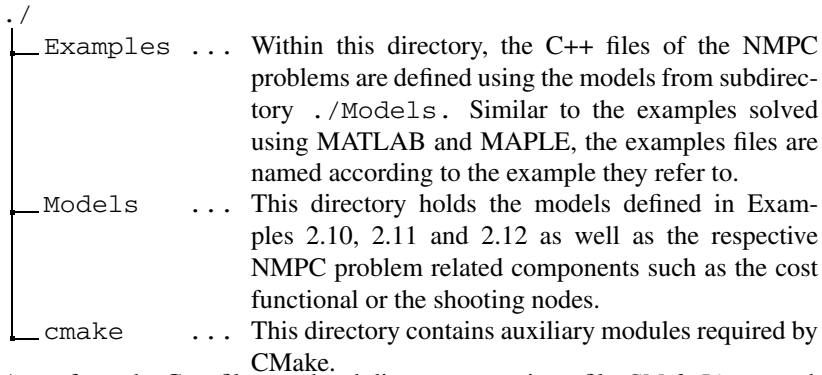 ./
Examples ... Within this directory, the C++ files of the NMPC
problems are defined using the models from subdirec-
tory ./Models. Similar to the examples solved
using MATLAB and MAPLE, the examples files are
named according to the example they refer to.
Models ... This directory holds the models defined in Exam-
ples 2.10, 2.11 and 2.12 as well as the respective
NMPC problem related components such as the cost
functional or the shooting nodes.
cmake ... This directory contains auxiliary modules required by
CMake.